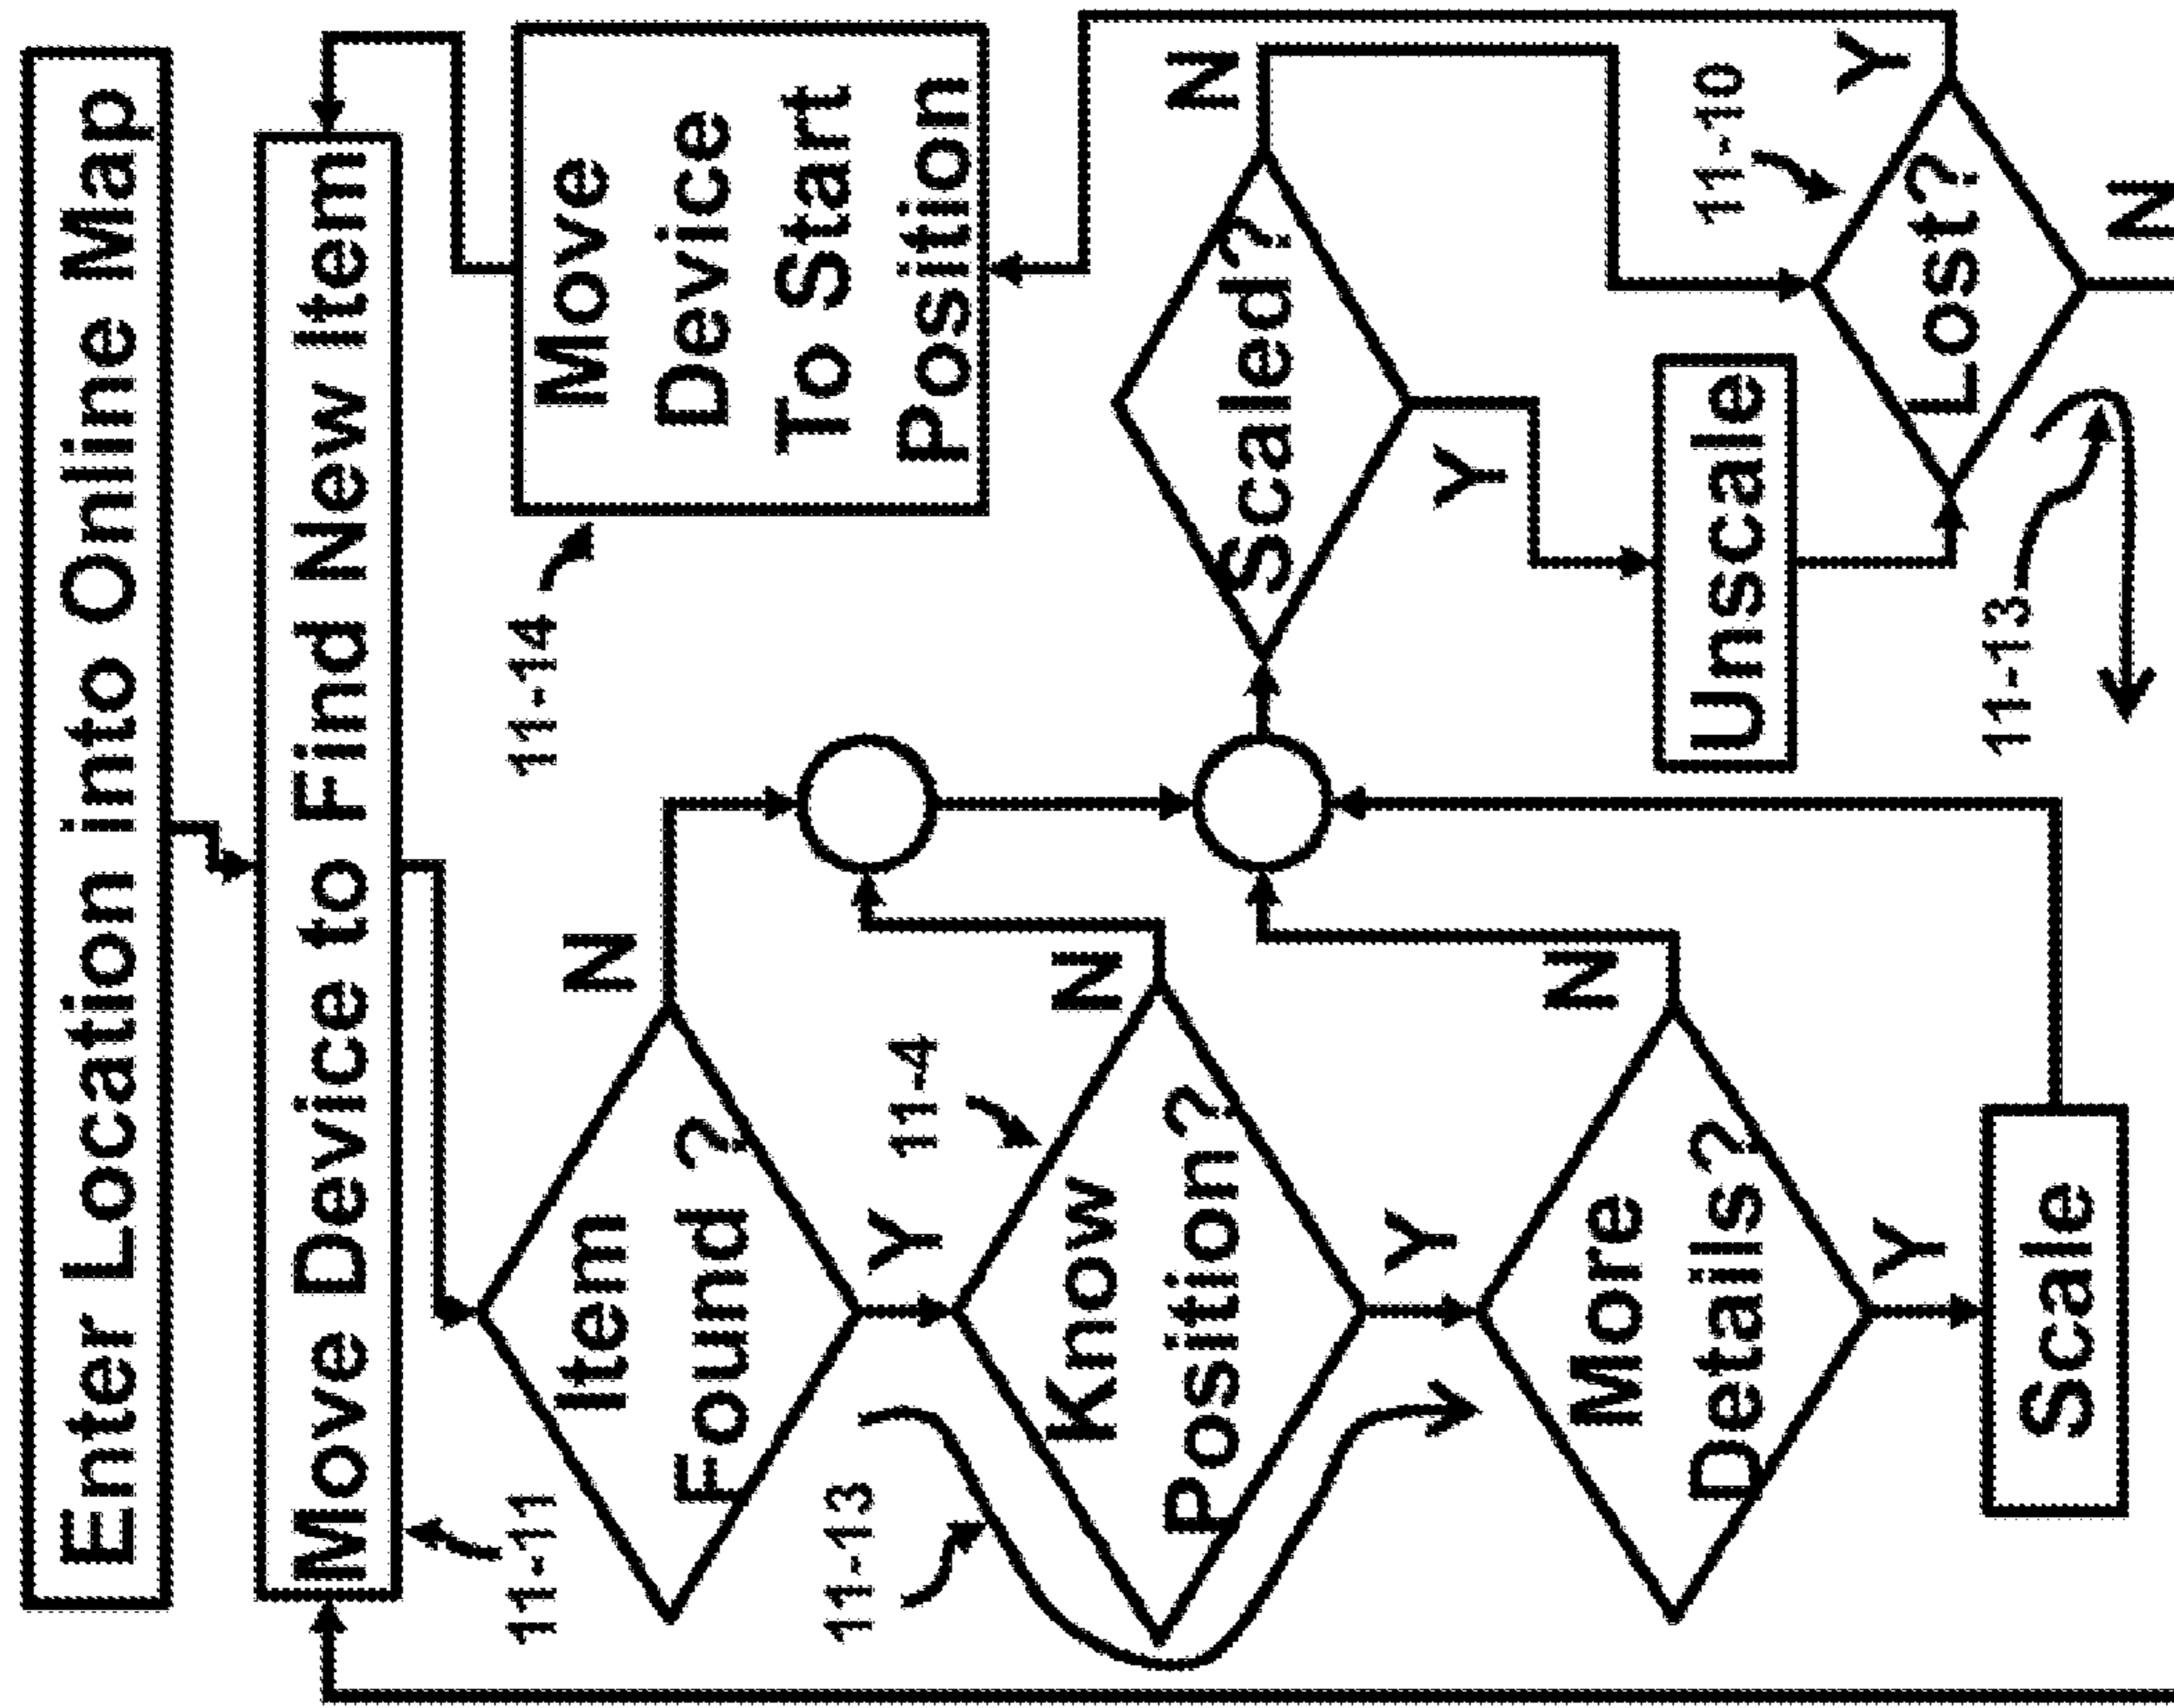 Enter Location into Online Map
Move Device to Find New Item
11-11
Item
Found ?
N
Y
11-14
Move
Device
To Start
Position
11-13
11-4
Know
Position?
N
Y
More
Details?
N
Y
Scale
Scaled?
N
Y
Unscale
11-10
Lost?
Y
N
11-13